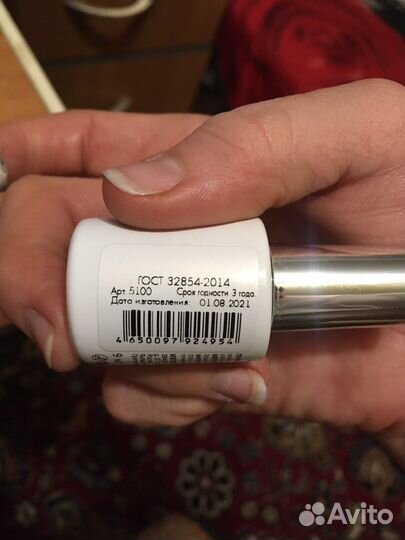 ГОСТ 32854-2014
Арт. 5100 Срок годности 3 года
Дата изготовления: 01.08.2021
4 650097 924954
Avito